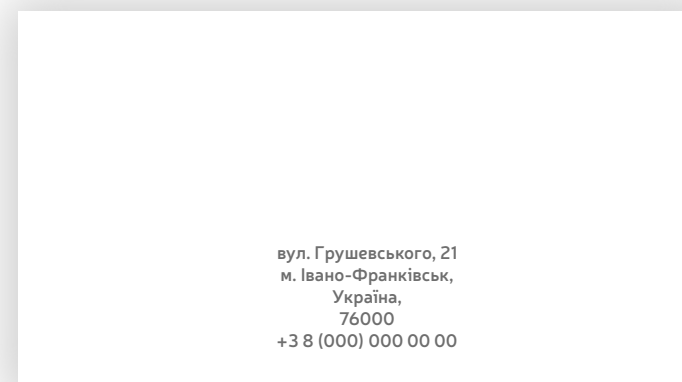 вул. Грушевського, 21
м. Івано-Франківськ,
Україна,
76000
+3 8 (000) 000 00 00